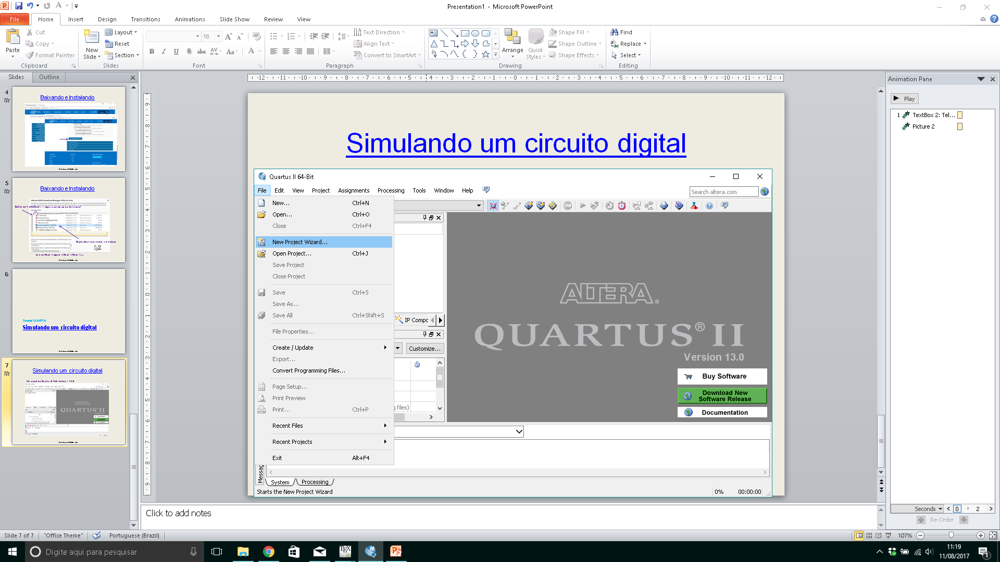 Presentation1 - Microsoft PowerPoint
File Home Insert Design Transitions Animations Slide Show Review View
Cut Layout 18 Text Direction Shape Fill Find
Copy Reset Align Text Shape Outline Replace
Paste Format Painter New Slide Section Convert to SmartArt Arrange Quick Styles Shape Effects Select
Clipboard Slides Font Paragraph Drawing Editing
Slides Outline
Animation Pane
Play
1 TextBox 2: Tel...
Picture 2
4
Baixando e Instalando
5
Baixando e Instalando
6
Tutorial QUARTUS
Simulando um circuito digital
7
Simulando um circuito digital
ALTERA
QUARTUS II
Simulando um circuito digital
Quartus II 64-Bit
File Edit View Project Assignments Processing Tools Window Help
Search altera.com
New... Ctrl+N
Open... Ctrl+O
Close Ctrl+F4
New Project Wizard...
Open Project... Ctrl+J
Save Project
Close Project
Save Ctrl+S
Save As...
Save All Ctrl+Shift+S
File Properties...
Create / Update
Export...
Convert Programming Files...
Page Setup...
Print Preview
Print... Ctrl+P
Recent Files
Recent Projects
Exit Alt+F4
IP Compo
Customize...
g files)
ALTERA®
QUARTUS® II
Version 13.0
Buy Software
Download New
Software Release
Documentation
Messag
System Processing
Starts the New Project Wizard 0% 00:00:00
Click to add notes
Seconds 0 2
Re-Order
Slide 7 of 7 "Office Theme" Portuguese (Brazil) 107%
Digite aqui para pesquisar
11:19
11/08/2017
1